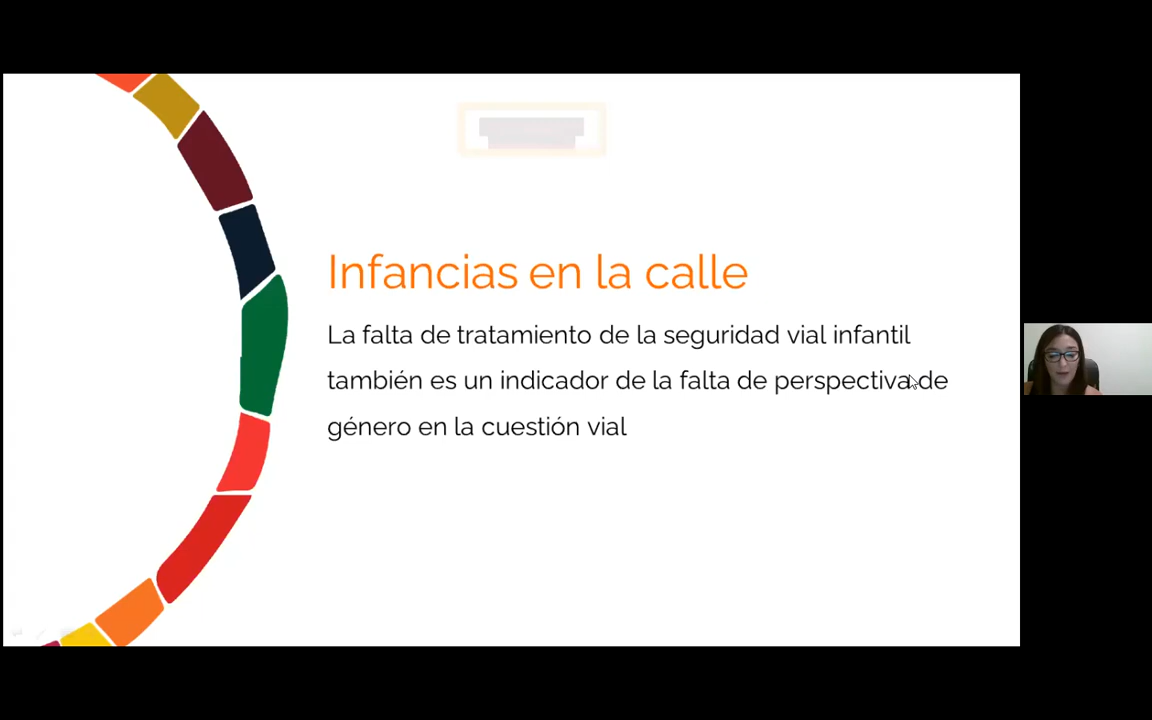 Infancias en la calle
La falta de tratamiento de la seguridad vial infantil
también es un indicador de la falta de perspectiva de
género en la cuestión vial